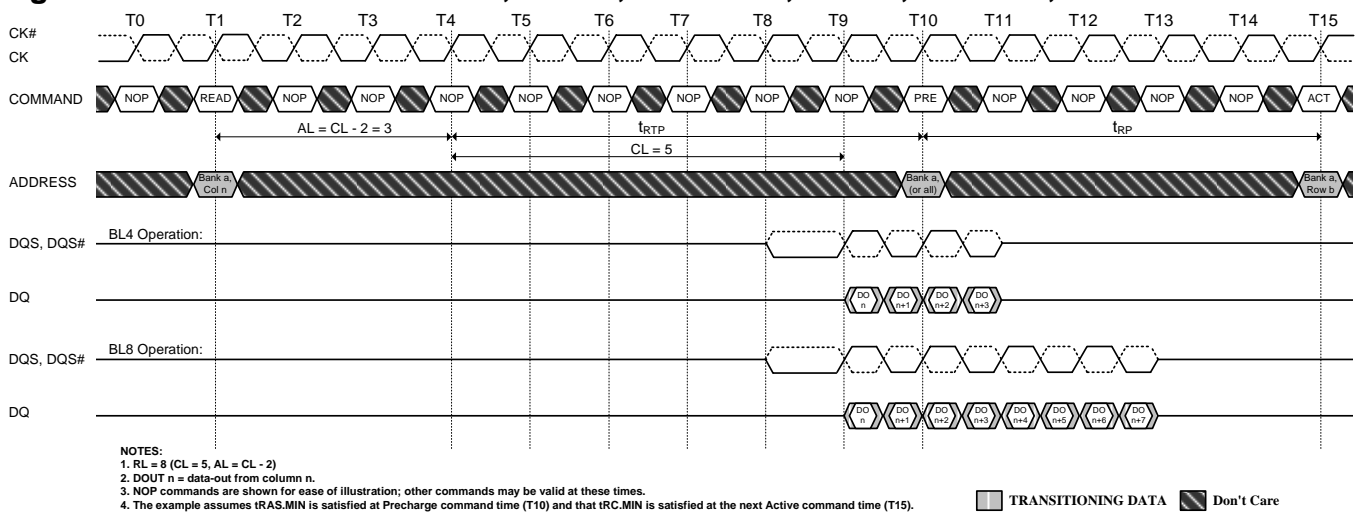 T0 T1 T2 T3 T4 T5 T6 T7 T8 T9 T10 T11 T12 T13 T14 T15
CK#
CK
COMMAND NOP READ NOP NOP NOP NOP NOP NOP NOP NOP PRE NOP NOP NOP NOP ACT
AL = CL - 2 = 3 tRTP tRP
CL = 5
ADDRESS
Bank a, Col n
Bank a, (or all)
Bank a, Row b
BL4 Operation:
DQS, DQS#
DQ
DO n DO n+1 DO n+2 DO n+3
BL8 Operation:
DQS, DQS#
DQ
DO n DO n+1 DO n+2 DO n+3 DO n+4 DO n+5 DO n+6 DO n+7
NOTES:
1. RL = 8 (CL = 5, AL = CL - 2)
2. DOUT n = data-out from column n.
3. NOP commands are shown for ease of illustration; other commands may be valid at these times.
4. The example assumes tRAS.MIN is satisfied at Precharge command time (T10) and that tRC.MIN is satisfied at the next Active command time (T15).
TRANSITIONING DATA Don't Care